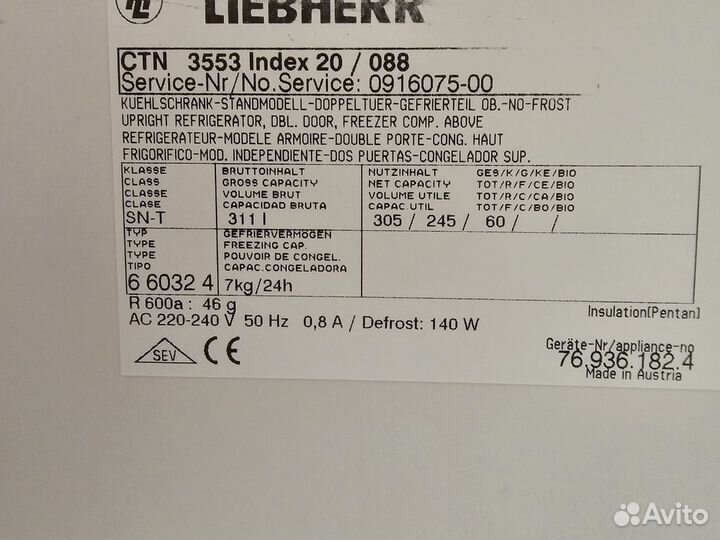 LIEBHERR
CTN 3553 Index 20 / 088
Service-Nr/No.Service: 0916075-00
KUEHLSCHRANK-STANDMODELL-DOPPELTUER-GEFRIERTEIL OB.-NO-FROST
UPRIGHT REFRIGERATOR, DBL. DOOR, FREEZER COMP. ABOVE
REFRIGERATEUR-MODELE ARMOIRE-DOUBLE PORTE-CONG. HAUT
FRIGORIFICO-MOD. INDEPENDIENTE-DOS PUERTAS-CONGELADOR SUP.
KLASSE BRUTTOINHALT NUTZINHALT GES/K/G/KE/BIO
CLASS GROSS CAPACITY NET CAPACITY TOT/R/F/CE/BIO
CLASSE VOLUME BRUT VOLUME UTILE TOT/R/C/CA/BIO
CLASE CAPACIDAD BRUTA CAPAC. UTIL TOT/F/C/BO/BIO
SN-T 311 l 305 / 245 / 60 / /
TYP GEFRIERVERMOGEN
TYPE FREEZING CAP.
TYPE POUVOIR DE CONGEL.
TIPO CAPAC.CONGELADORA
6 6032 4 7kg/24h
R 600a: 46 g
AC 220-240 V 50 Hz 0,8 A / Defrost: 140 W
Insulation(Pentan)
SEV CE
Geräte-Nr/appliance-no
76.936.182.4
Made in Austria
Avito